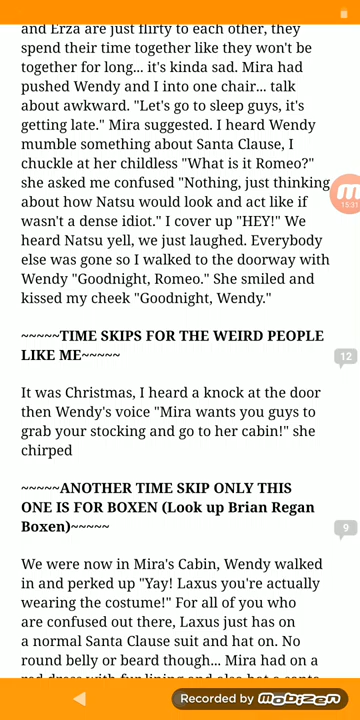 and Erza are just flirty to each other, they
spend their time together like they won't be
together for long... it's kinda sad. Mira had
pushed Wendy and I into one chair... talk
about awkward. "Let's go to sleep guys, it's
getting late." Mira suggested. I heard Wendy
mumble something about Santa Clause, I
chuckle at her childless "What is it Romeo?"
she asked me confused "Nothing, just thinking
about how Natsu would look and act like if
wasn't a dense idiot." I cover up "HEY!" We
heard Natsu yell, we just laughed. Everybody
else was gone so I walked to the doorway with
Wendy "Goodnight, Romeo." She smiled and
kissed my cheek "Goodnight, Wendy."
15:31
~~~~~TIME SKIPS FOR THE WEIRD PEOPLE
LIKE ME~~~~~
12
It was Christmas, I heard a knock at the door
then Wendy's voice "Mira wants you guys to
grab your stocking and go to her cabin!" she
chirped
~~~~~ANOTHER TIME SKIP ONLY THIS
ONE IS FOR BOXEN (Look up Brian Regan
Boxen)~~~~~
9
We were now in Mira's Cabin, Wendy walked
in and perked up "Yay! Laxus you're actually
wearing the costume!" For all of you who
are confused out there, Laxus just has on
a normal Santa Clause suit and hat on. No
round belly or beard though... Mira had on a
red dress with fur lining and also hat a santa
Recorded by mobizen